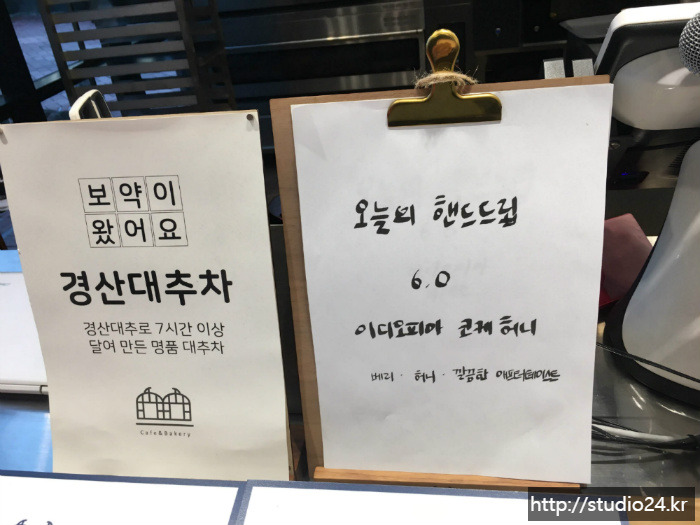 보약이
왔어요
경산대추차
경산대추로 7시간 이상
달여 만든 명품 대추차
Cafe&Bakery
오늘의 핸드드립
6.0
이디오피아 코케 허니
베리 · 허니 · 깔끔한 애프터테이스트
http://studio24.kr